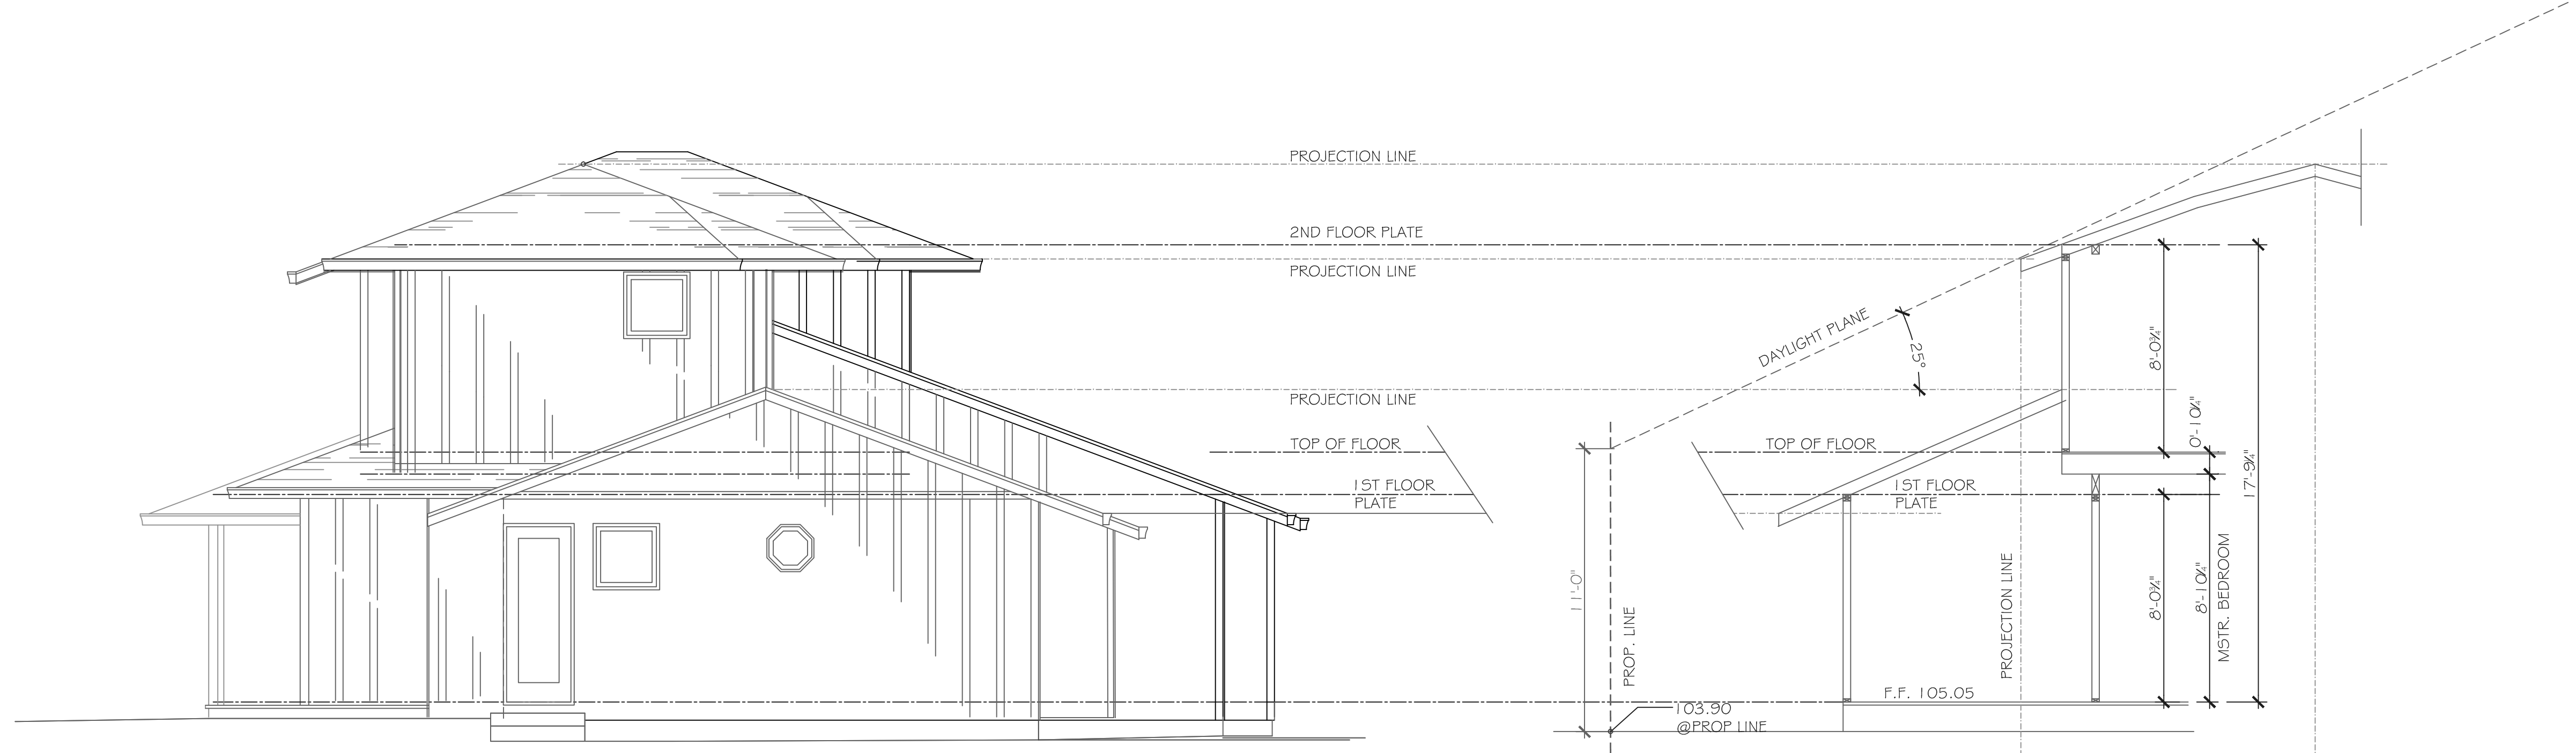 PROJECTION LINE
2ND FLOOR PLATE
PROJECTION LINE
DAYLIGHT PLANE
25°
PROJECTION LINE
TOP OF FLOOR
TOP OF FLOOR
1ST FLOOR
PLATE
1ST FLOOR
PLATE
11'-0"
PROP. LINE
PROJECTION LINE
8'-0¾"
0'-10¼"
17'-9¼"
8'-0¾"
8'-10¼"
MSTR. BEDROOM
F.F. 105.05
103.90
@PROP LINE